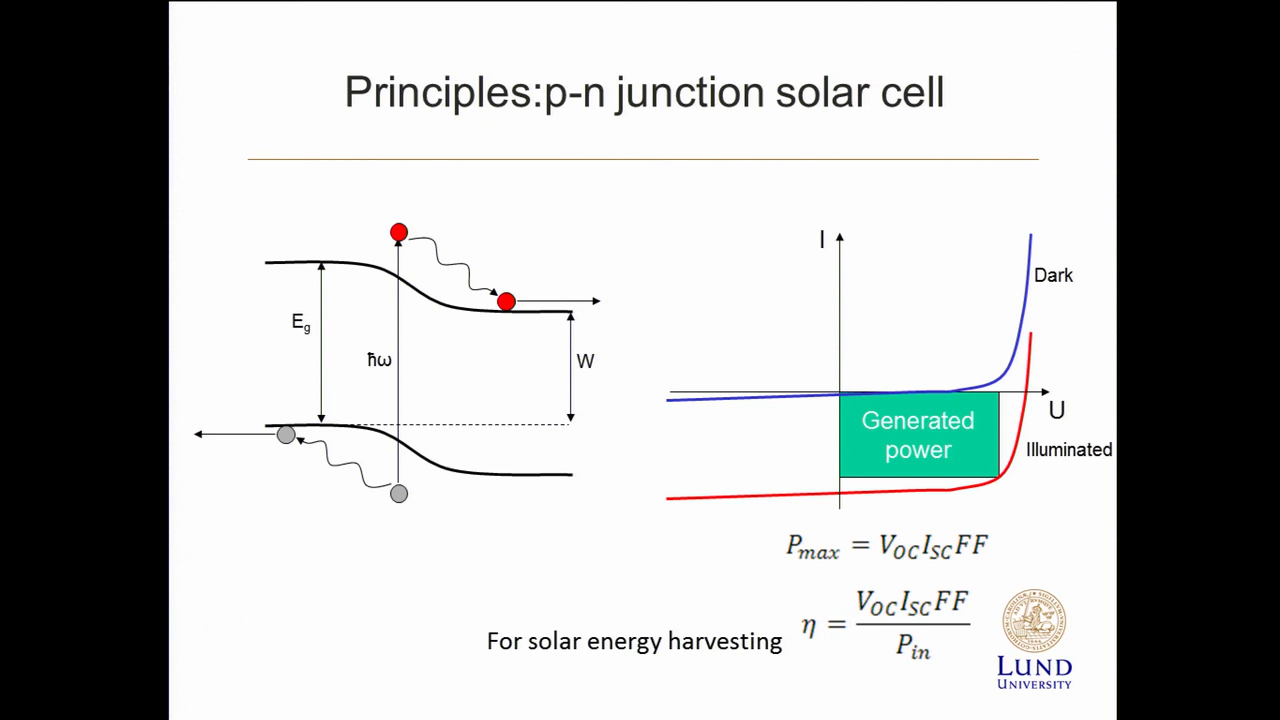 Principles:p-n junction solar cell
E_g
ħω
W
I
Dark
U
Generated
power
Illuminated
P_max = V_OC I_SC FF
η = V_OC I_SC FF / P_in
For solar energy harvesting
LUND
UNIVERSITY